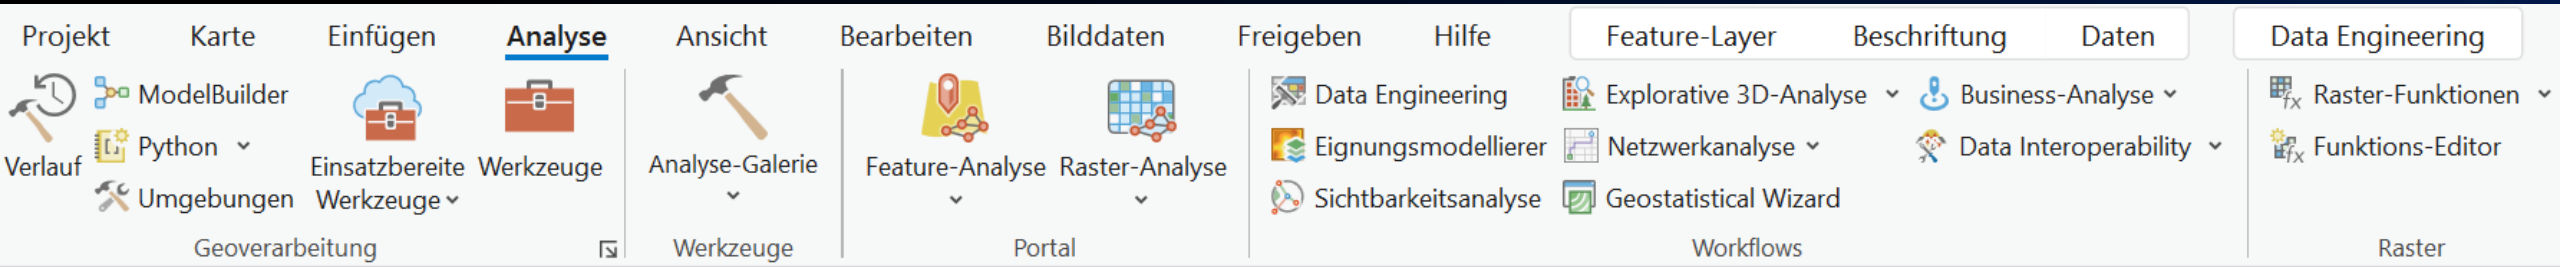 Projekt Karte Einfügen Analyse Ansicht Bearbeiten Bilddaten Freigeben Hilfe Feature-Layer Beschriftung Daten Data Engineering
Verlauf
ModelBuilder
Python
Umgebungen
Einsatzbereite
Werkzeuge
Werkzeuge
Geoverarbeitung
Analyse-Galerie
Werkzeuge
Feature-Analyse
Raster-Analyse
Portal
Data Engineering
Eignungsmodellierer
Sichtbarkeitsanalyse
Explorative 3D-Analyse
Netzwerkanalyse
Geostatistical Wizard
Business-Analyse
Data Interoperability
Workflows
Raster-Funktionen
Funktions-Editor
Raster